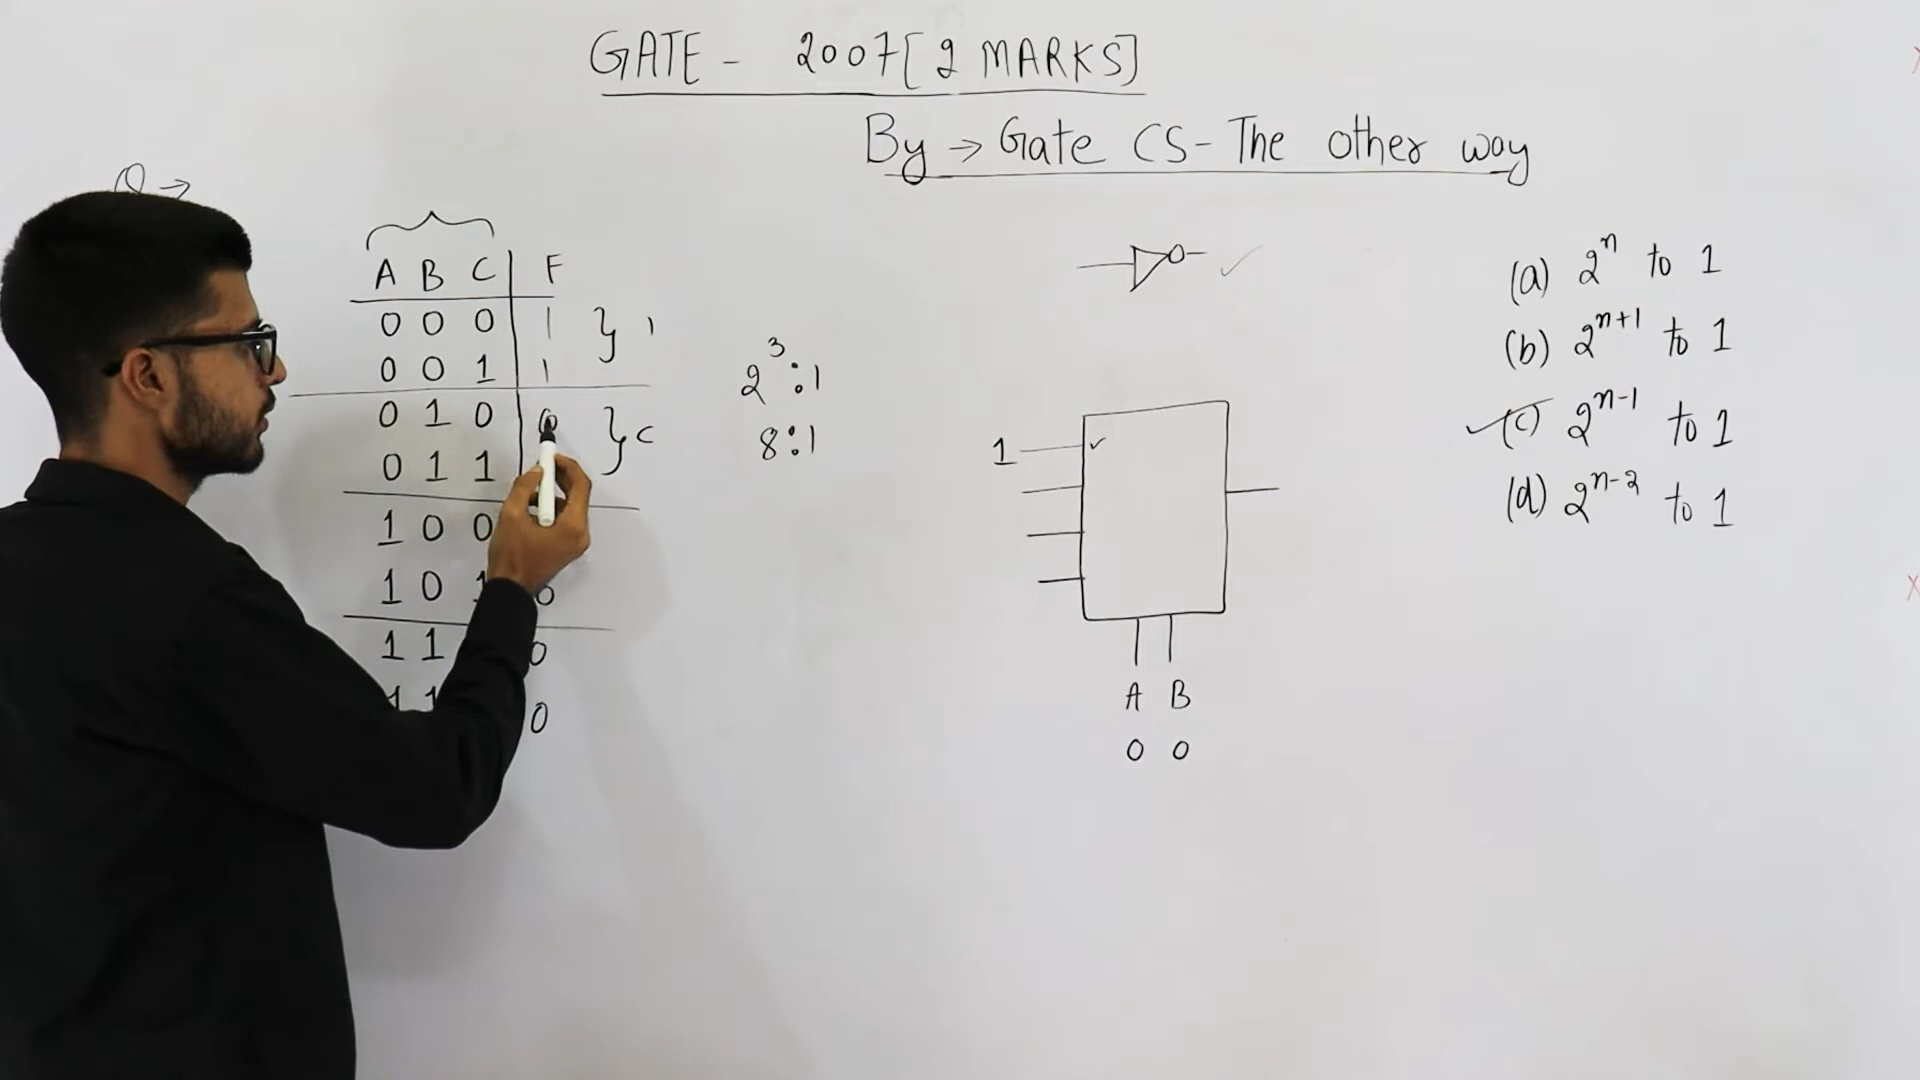 GATE - 2007 [2 MARKS]
By → Gate CS - The other way
Q →
A B C | F
0 0 0 | 1 } 1
0 0 1 | 1
0 1 0 | 0 } C
0 1 1
1 0 0
1 0 1 0
1 1 0
1 1 0
2³ : 1
8 : 1
1
A B
0 0
(a) 2ⁿ to 1
(b) 2ⁿ⁺¹ to 1
(c) 2ⁿ⁻¹ to 1
(d) 2ⁿ⁻² to 1